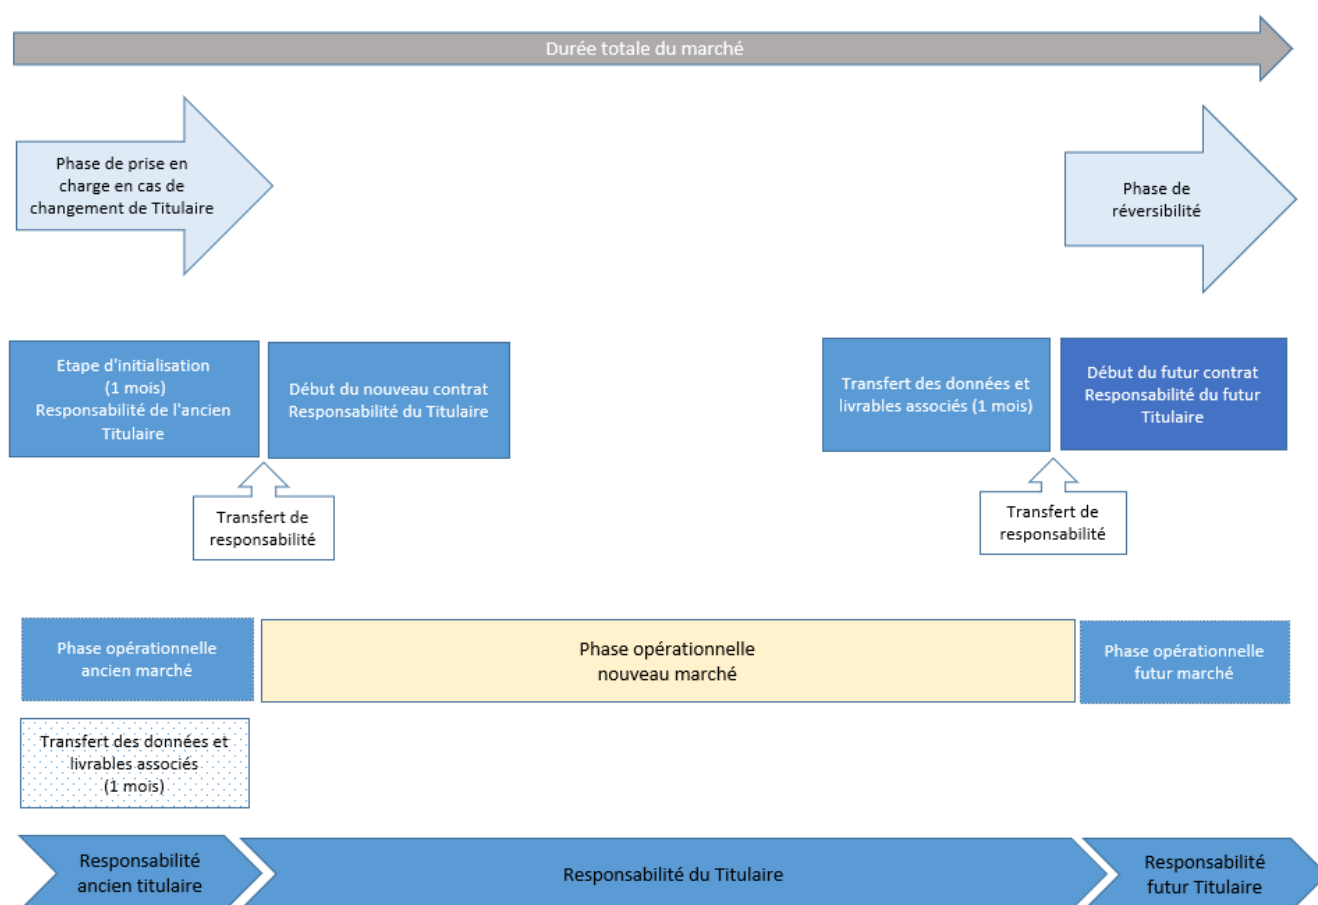 Durée totale du marché
Phase de prise en
charge en cas de
changement de Titulaire
Phase de
réversibilité
Etape d'initialisation
(1 mois)
Responsabilité de l'ancien
Titulaire
Début du nouveau contrat
Responsabilité du Titulaire
Transfert des données et
livrables associés (1 mois)
Début du futur contrat
Responsabilité du futur
Titulaire
Transfert de
responsabilité
Transfert de
responsabilité
Phase opérationnelle
ancien marché
Phase opérationnelle
nouveau marché
Phase opérationnelle
futur marché
Transfert des données et
livrables associés
(1 mois)
Responsabilité
ancien titulaire
Responsabilité du Titulaire
Responsabilité
futur Titulaire